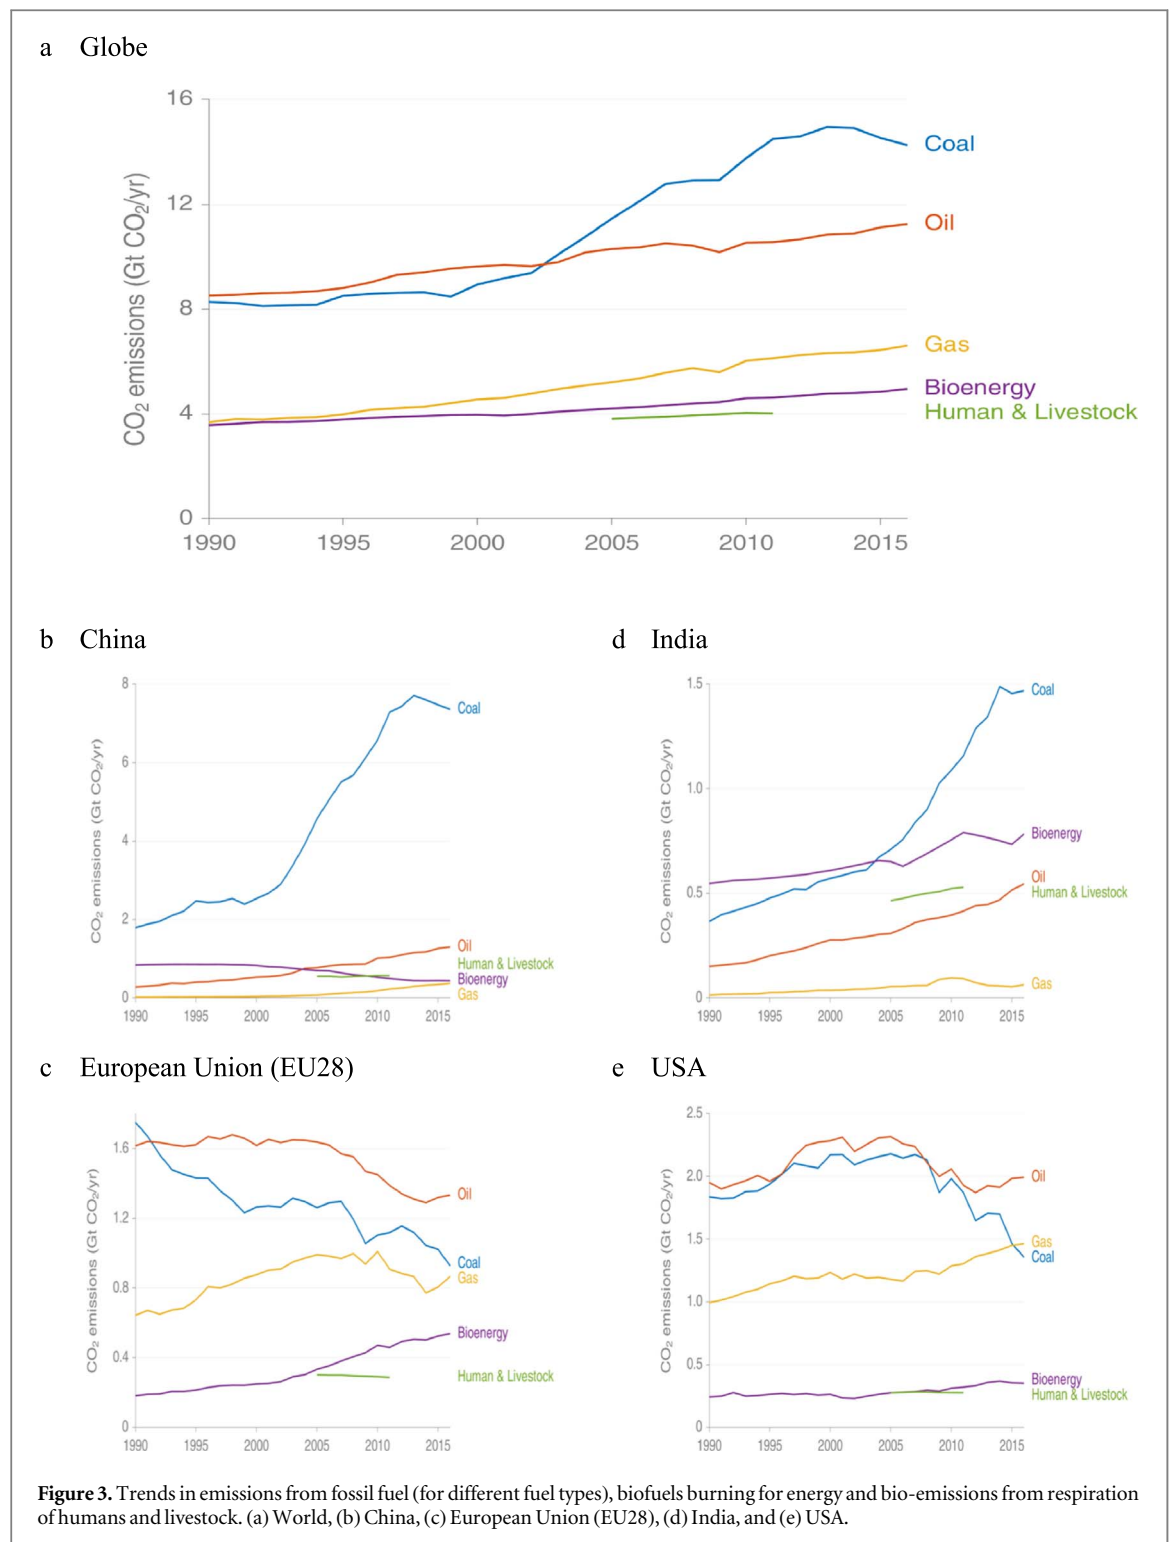 a Globe
16
12
8
4
0
CO₂ emissions (Gt CO₂/yr)
1990 1995 2000 2005 2010 2015
Coal
Oil
Gas
Bioenergy
Human & Livestock
b China
8
6
4
2
0
CO₂ emissions (Gt CO₂/yr)
1990 1995 2000 2005 2010 2015
Coal
Oil
Human & Livestock
Bioenergy
Gas
d India
1.5
1.0
0.5
0
CO₂ emissions (Gt CO₂/yr)
1990 1995 2000 2005 2010 2015
Coal
Bioenergy
Oil
Human & Livestock
Gas
c European Union (EU28)
1.6
1.2
0.8
0.4
0
CO₂ emissions (Gt CO₂/yr)
1990 1995 2000 2005 2010 2015
Oil
Coal
Gas
Bioenergy
Human & Livestock
e USA
2.5
2.0
1.5
1.0
0.5
0
CO₂ emissions (Gt CO₂/yr)
1990 1995 2000 2005 2010 2015
Oil
Gas
Coal
Bioenergy
Human & Livestock
Figure 3. Trends in emissions from fossil fuel (for different fuel types), biofuels burning for energy and bio-emissions from respiration
of humans and livestock. (a) World, (b) China, (c) European Union (EU28), (d) India, and (e) USA.